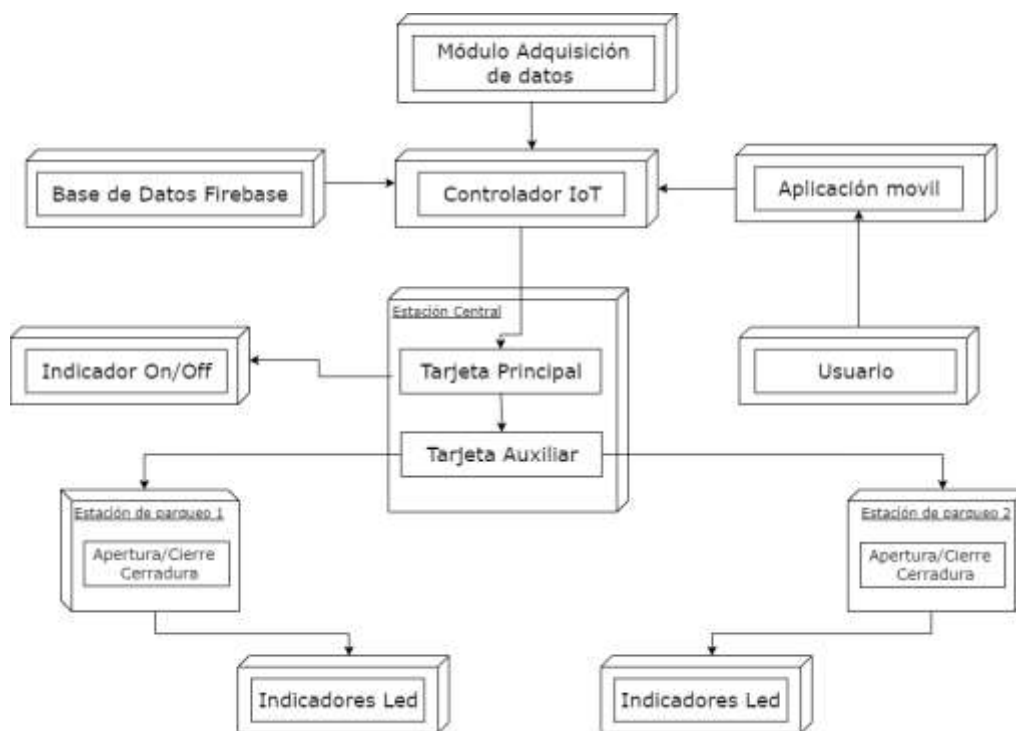 Módulo Adquisición
de datos
Base de Datos Firebase
Controlador IoT
Aplicación movil
Estación Central
Indicador On/Off
Tarjeta Principal
Usuario
Tarjeta Auxiliar
Estación de parqueo 1
Apertura/Cierre
Cerradura
Estación de parqueo 2
Apertura/Cierre
Cerradura
Indicadores Led
Indicadores Led